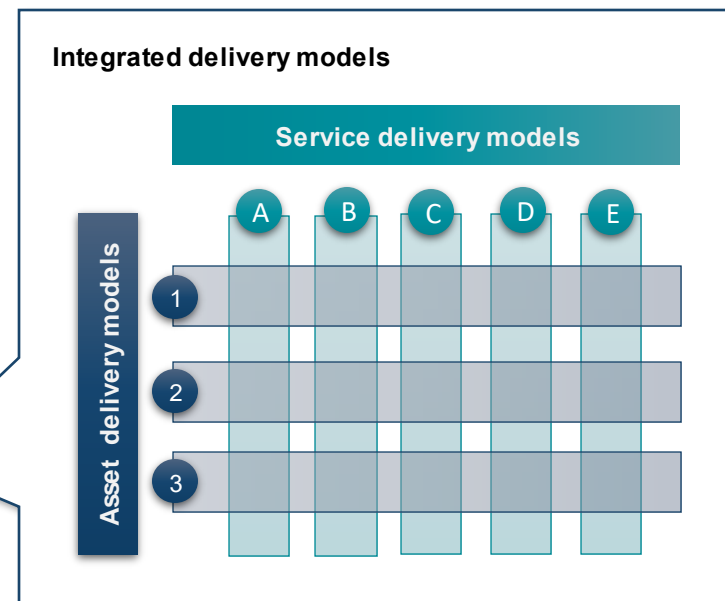 Integrated delivery models
Service delivery models
A B C D E
Asset delivery models
1
2
3